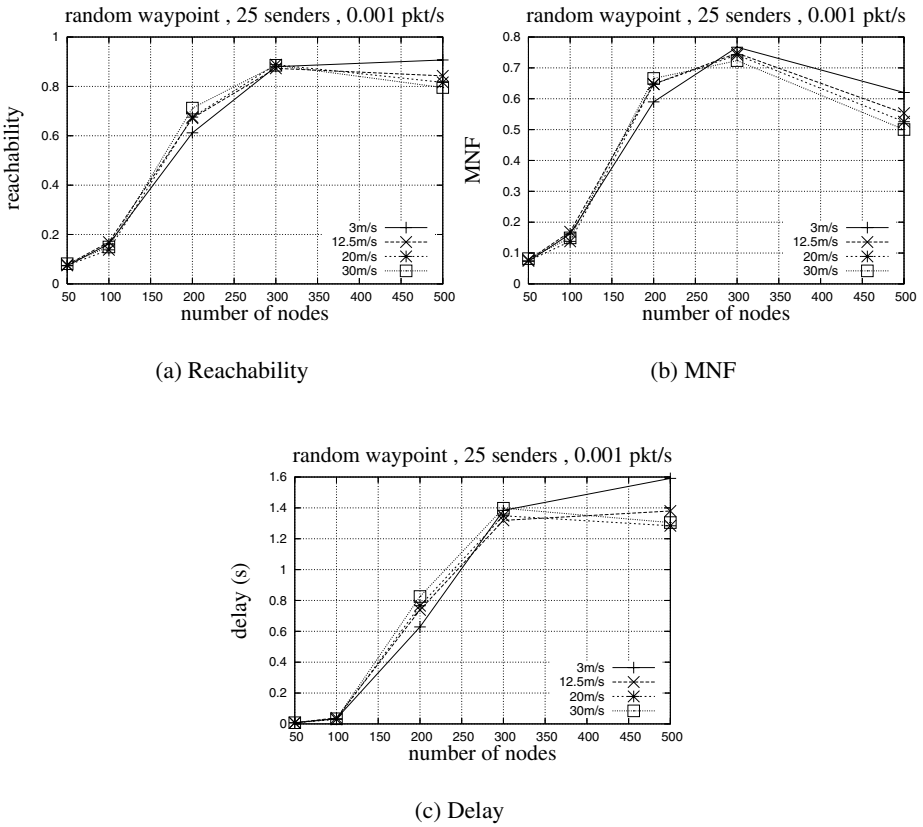 random waypoint , 25 senders , 0.001 pkt/s
1
0.8
0.6
0.4
0.2
0
reachability
50 100 150 200 250 300 350 400 450 500
number of nodes
3m/s
12.5m/s
20m/s
30m/s
(a) Reachability
random waypoint , 25 senders , 0.001 pkt/s
0.8
0.7
0.6
0.5
0.4
0.3
0.2
0.1
0
MNF
50 100 150 200 250 300 350 400 450 500
number of nodes
3m/s
12.5m/s
20m/s
30m/s
(b) MNF
random waypoint , 25 senders , 0.001 pkt/s
1.6
1.4
1.2
1
0.8
0.6
0.4
0.2
0
delay (s)
50 100 150 200 250 300 350 400 450 500
number of nodes
3m/s
12.5m/s
20m/s
30m/s
(c) Delay